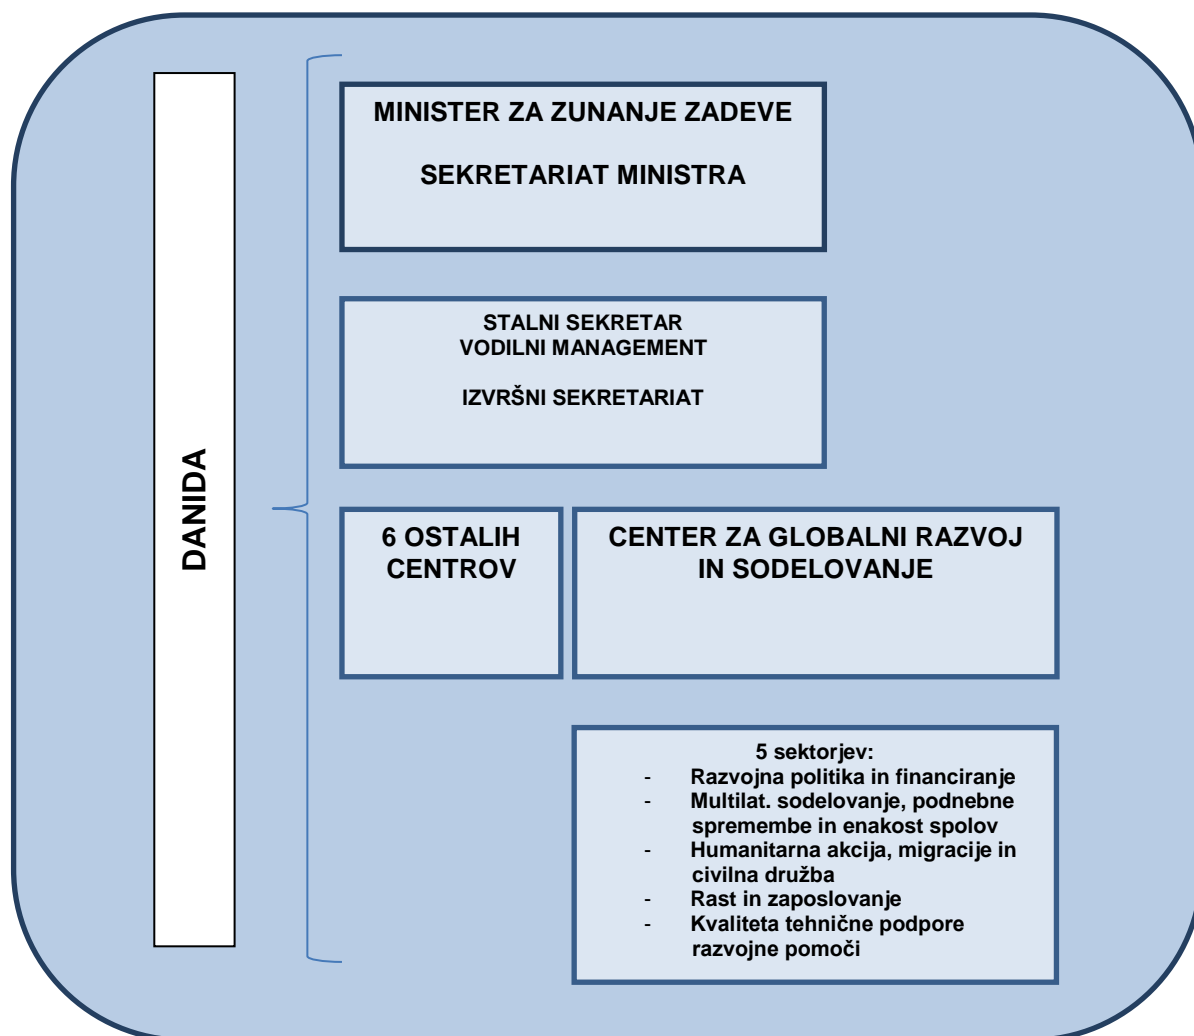 DANIDA
MINISTER ZA ZUNANJE ZADEVE
SEKRETARIAT MINISTRA
STALNI SEKRETAR
VODILNI MANAGEMENT
IZVRŠNI SEKRETARIAT
6 OSTALIH
CENTROV
CENTER ZA GLOBALNI RAZVOJ
IN SODELOVANJE
5 sektorjev:
- Razvojna politika in financiranje
- Multilat. sodelovanje, podnebne
spremembe in enakost spolov
- Humanitarna akcija, migracije in
civilna družba
- Rast in zaposlovanje
- Kvaliteta tehnične podpore
razvojne pomoči